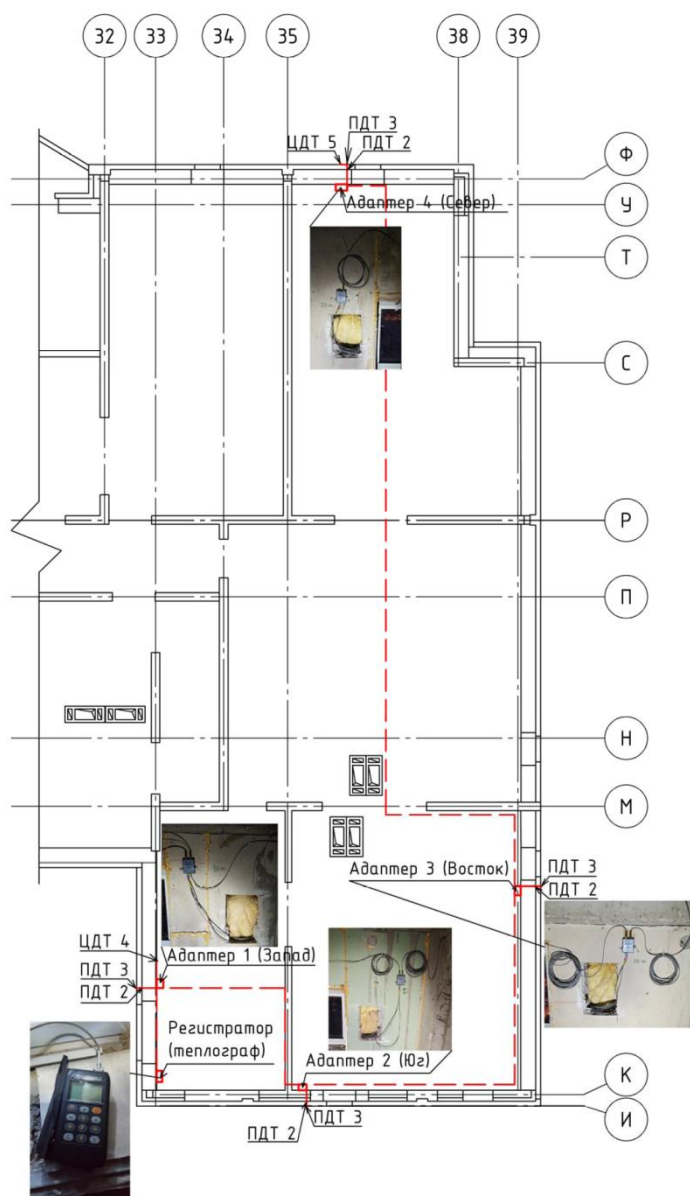 32 33 34 35 38 39
ПДТ 3
ЦДТ 5 ПДТ 2
Ф
Адаптер 4 (Север)
У
Т
С
Р
П
Н
М
Адаптер 3 (Восток)
ПДТ 3
ПДТ 2
ЦДТ 4
Адаптер 1 (Запад)
ПДТ 3
ПДТ 2
Регистратор
(теплограф)
Адаптер 2 (Юг)
К
ПДТ 3
И
ПДТ 2